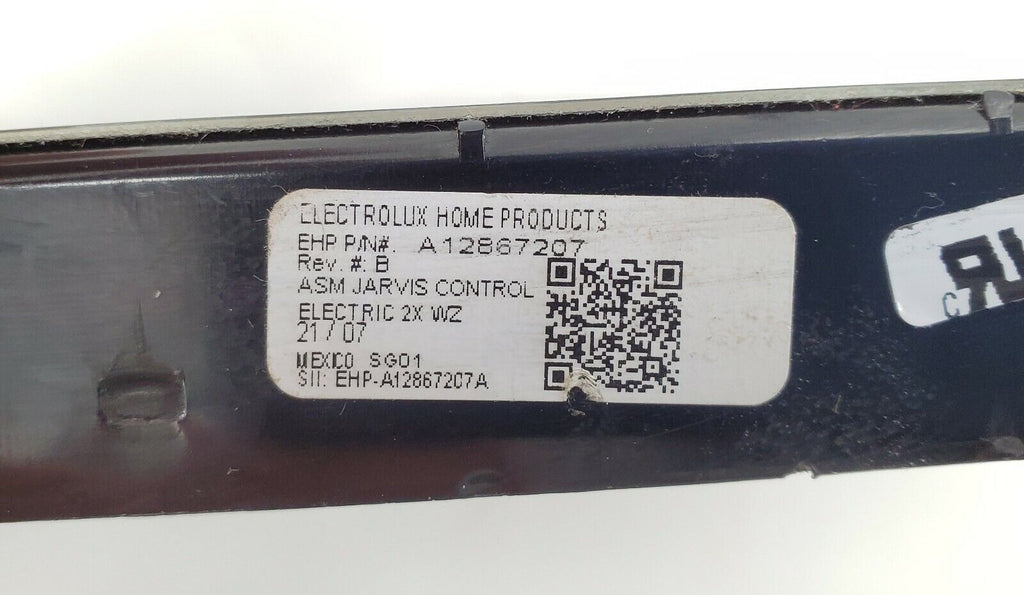 ELECTROLUX HOME PRODUCTS
EHP P/N#. A12867207
Rev. #: B
ASM JARVIS CONTROL
ELECTRIC 2X WZ
21 / 07
MEXICO SG01
SII: EHP-A12867207A
C